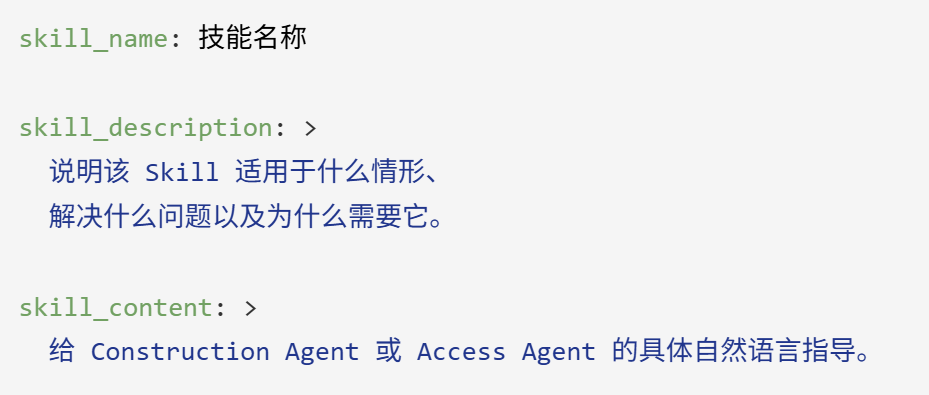 skill_name: 技能名称
skill_description: >
说明该 Skill 适用于什么情形、
解决什么问题以及为什么需要它。
skill_content: >
给 Construction Agent 或 Access Agent 的具体自然语言指导。